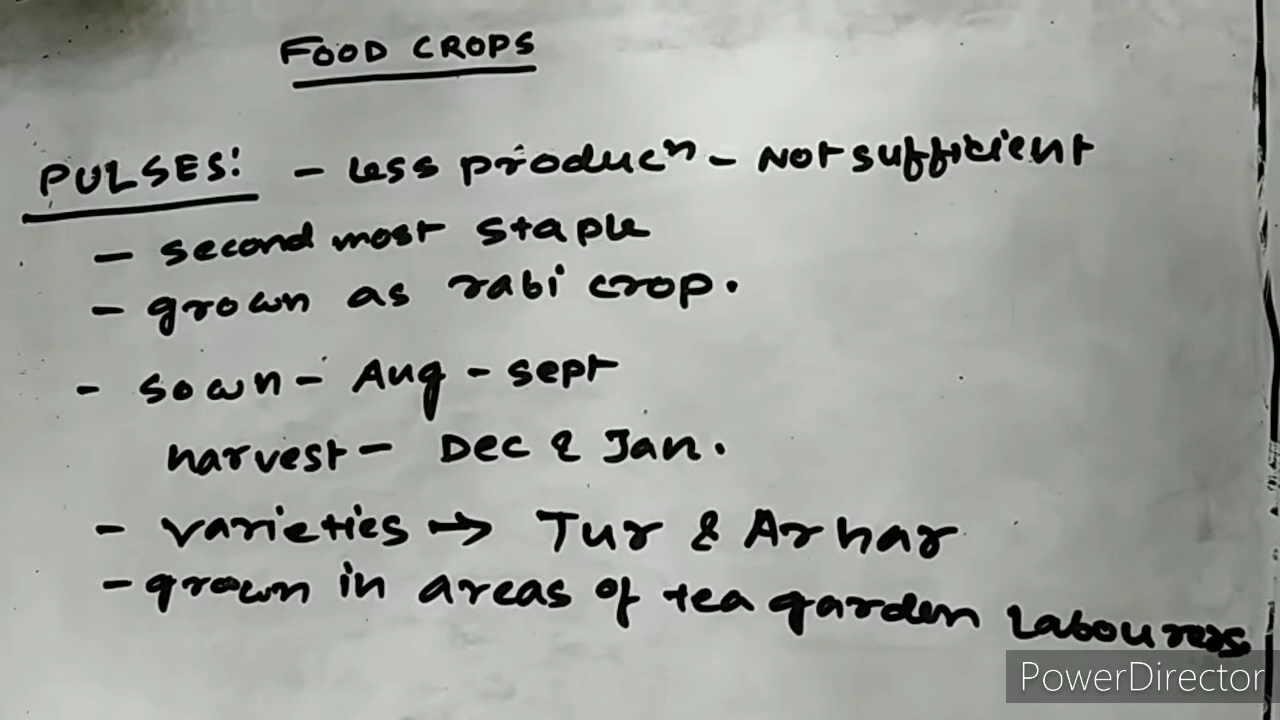 FOOD CROPS
PULSES: - Less producⁿ - Not sufficient
- second most staple
- grown as rabi crop.
- sown - Aug - sept
harvest - Dec & Jan.
- varieties → Tur & Arhar
- grown in areas of tea garden Labourers
PowerDirector